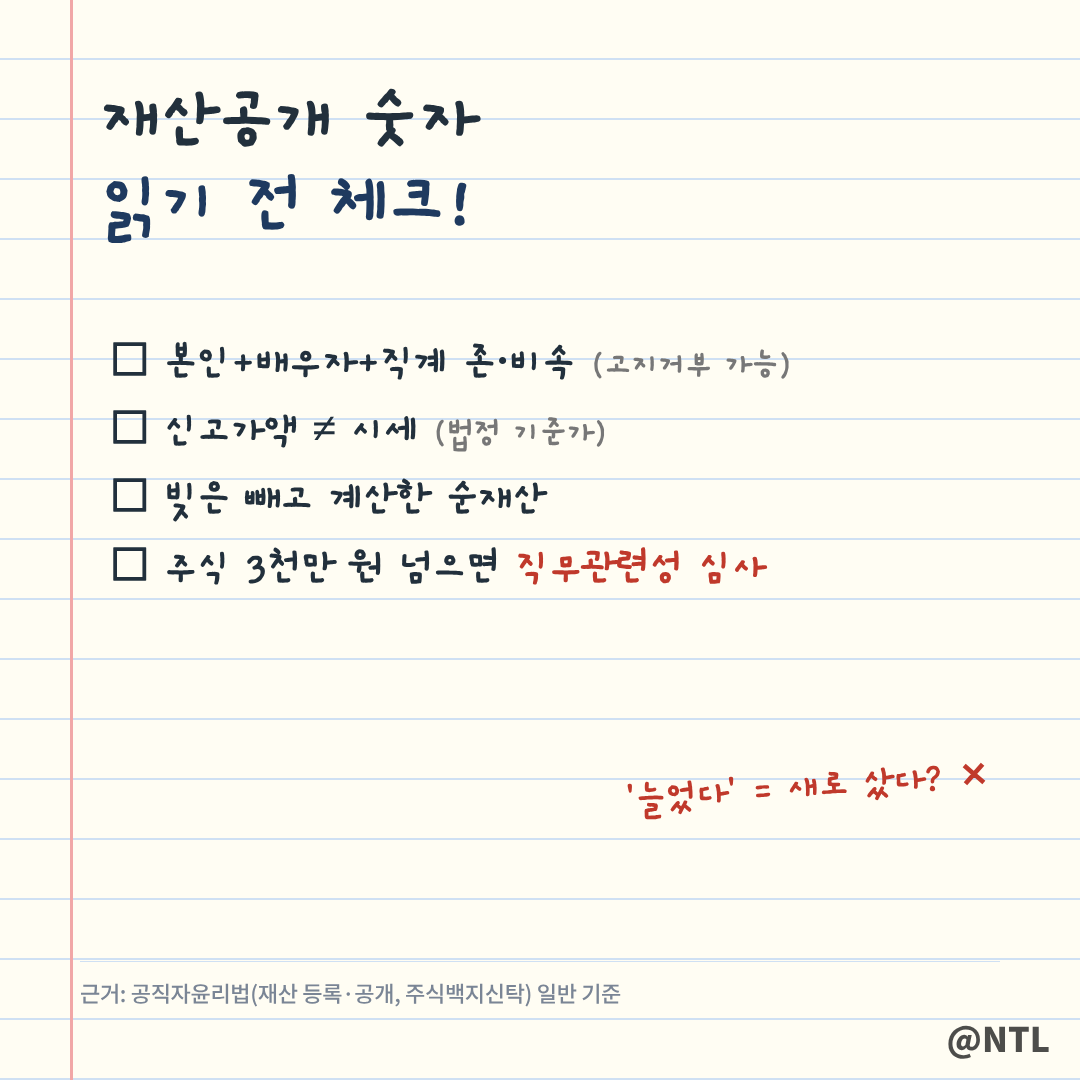 재산공개 숫자
읽기 전 체크!
□ 본인+배우자+직계 존·비속 (고지거부 가능)
□ 신고가액 ≠ 시세 (법정 기준가)
□ 빚은 빼고 계산한 순재산
□ 주식 3천만 원 넘으면 직무관련성 심사
'늘었다' = 새로 샀다? ×
근거: 공직자윤리법(재산 등록·공개, 주식백지신탁) 일반 기준
@NTL